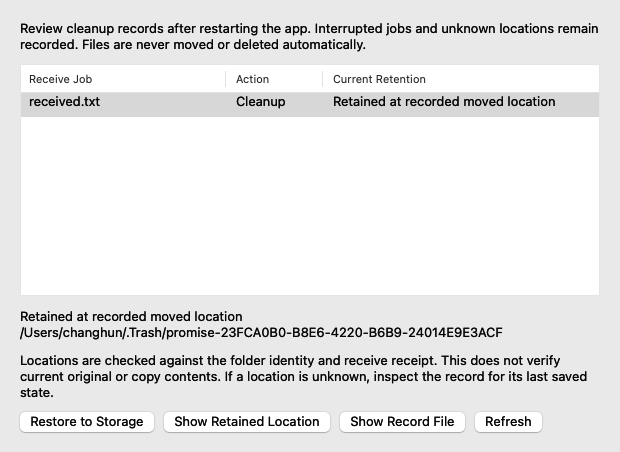 Review cleanup records after restarting the app. Interrupted jobs and unknown locations remain
recorded. Files are never moved or deleted automatically.
Receive Job Action Current Retention
received.txt Cleanup Retained at recorded moved location
Retained at recorded moved location
/Users/changhun/.Trash/promise-23FCA0B0-B8E6-4220-B6B9-24014E9E3ACF
Locations are checked against the folder identity and receive receipt. This does not verify
current original or copy contents. If a location is unknown, inspect the record for its last saved
state.
Restore to Storage Show Retained Location Show Record File Refresh